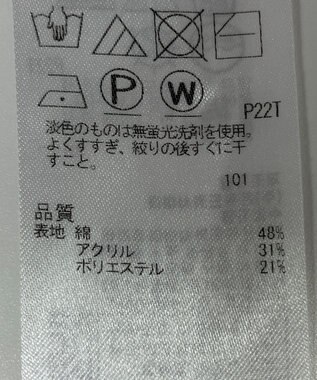 P W P22T
淡色のものは無蛍光洗剤を使用。
よくすすぎ、絞りの後すぐに干
すこと。
101
品質
表地 綿 48%
アクリル 31%
ポリエステル 21%